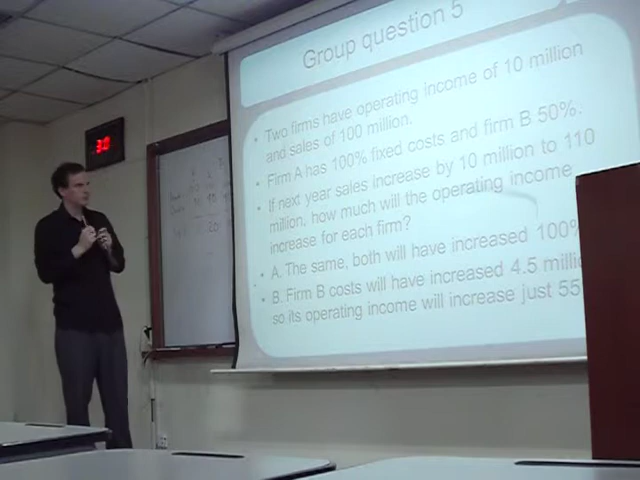 Group question 5
Two firms have operating income of 10 million
and sales of 100 million.
Firm A has 100% fixed costs and firm B 50%.
If next year sales increase by 10 million to 110
million, how much will the operating income
increase for each firm?
A. The same, both will have increased 100%
B. Firm B costs will have increased 4.5
so its operating income will increase just 55